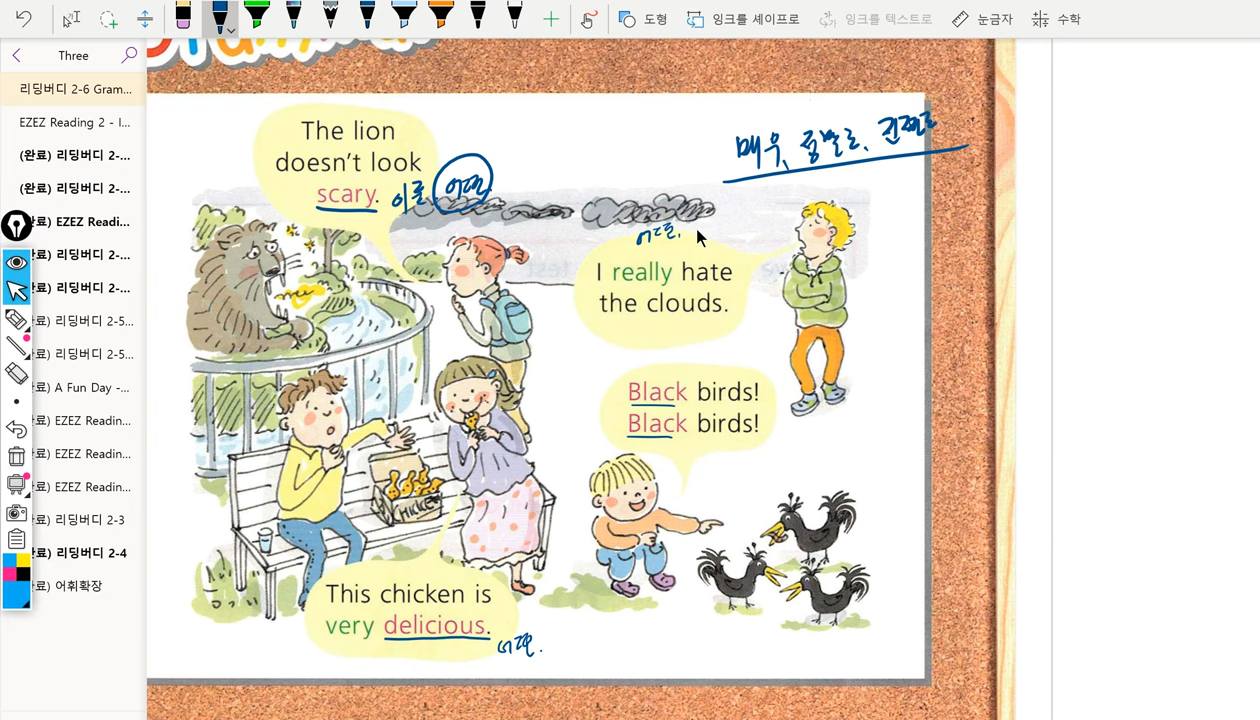 도형
잉크를 셰이프로
잉크를 텍스트로
눈금자
수학
Three
리딩버디 2-6 Gram...
EZEZ Reading 2 - I...
(완료) 리딩버디 2-...
(완료) 리딩버디 2-...
료) EZEZ Readi...
료) 리딩버디 2-...
료) 리딩버디 2-...
료) 리딩버디 2-5...
료) 리딩버디 2-5...
료) A Fun Day -...
료) EZEZ Readin...
료) EZEZ Readin...
료) EZEZ Readin...
료) 리딩버디 2-3
료) 리딩버디 2-4
료) 어휘확장
The lion
doesn't look
scary.
매우, 정말로,
I really hate
the clouds.
Black birds!
Black birds!
CHICKEN
This chicken is
very delicious.